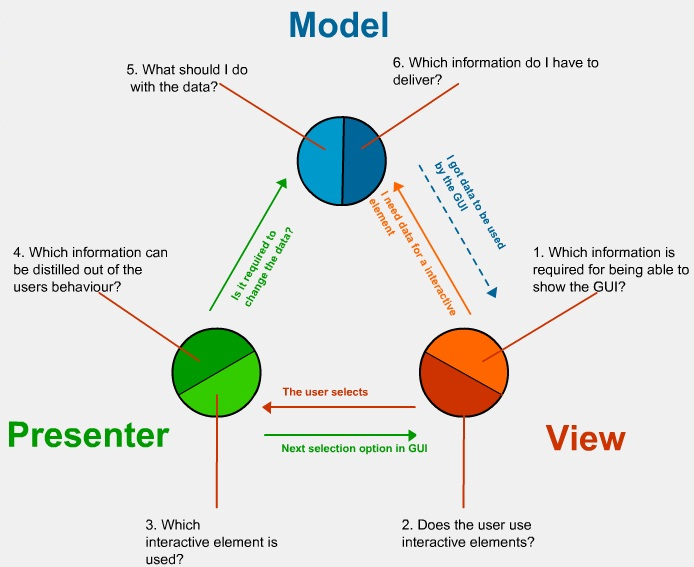 Model
5. What should I do
with the data?
6. Which information do I have to
deliver?
I got data to be used
by the GUI
I need data for a interactive
element
Is it required to
change the data?
4. Which information can
be distilled out of the
users behaviour?
1. Which information is
required for being able to
show the GUI?
The user selects
Presenter
View
Next selection option in GUI
3. Which
interactive element is
used?
2. Does the user use
interactive elements?